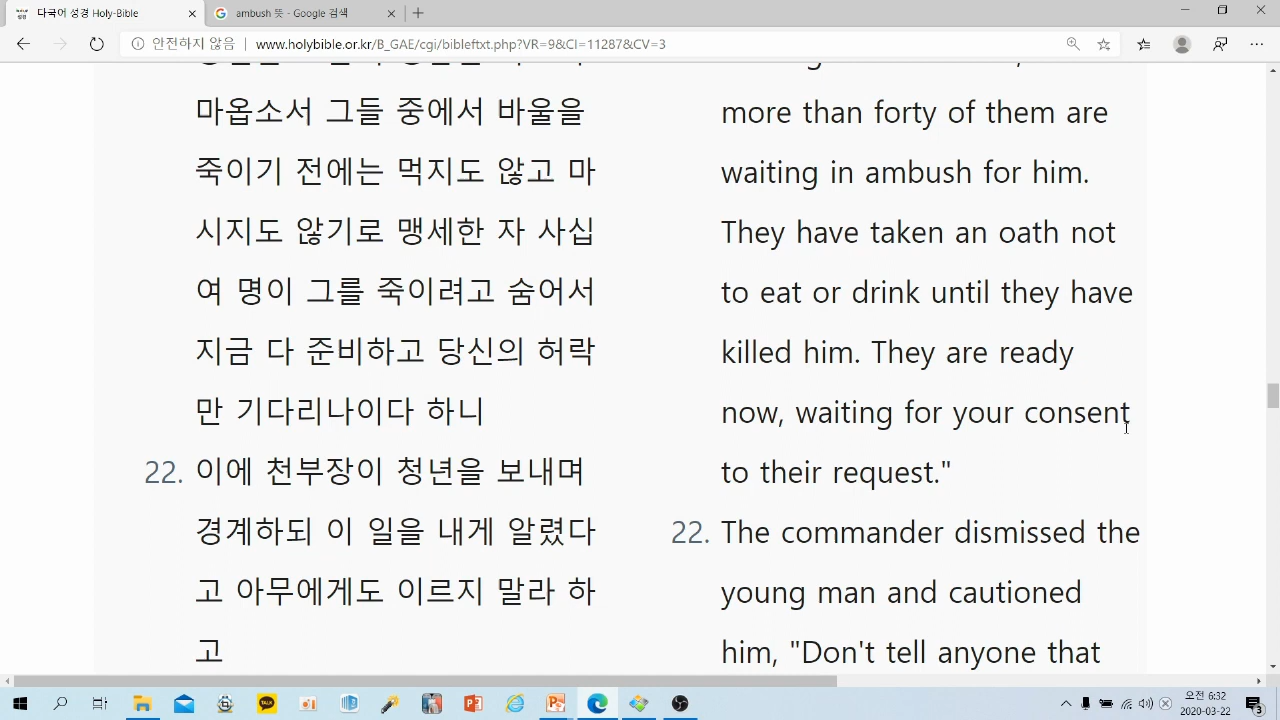 다국어 성경 Holy-Bible
ambush 뜻 - Google 검색
안전하지 않음
www.holybible.or.kr/B_GAE/cgi/bibleftxt.php?VR=9&CI=11287&CV=3
마옵소서 그들 중에서 바울을
죽이기 전에는 먹지도 않고 마
시지도 않기로 맹세한 자 사십
여 명이 그를 죽이려고 숨어서
지금 다 준비하고 당신의 허락
만 기다리나이다 하니
22. 이에 천부장이 청년을 보내며
경계하되 이 일을 내게 알렸다
고 아무에게도 이르지 말라 하
고
more than forty of them are
waiting in ambush for him.
They have taken an oath not
to eat or drink until they have
killed him. They are ready
now, waiting for your consent
to their request."
22. The commander dismissed the
young man and cautioned
him, "Don't tell anyone that
오전 6:32
2020-03-22